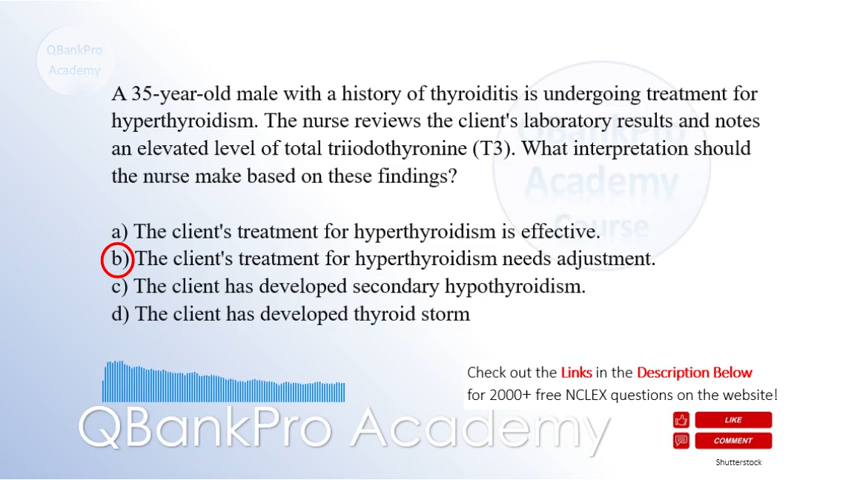 QBankPro
Academy
A 35-year-old male with a history of thyroiditis is undergoing treatment for
hyperthyroidism. The nurse reviews the client's laboratory results and notes
an elevated level of total triiodothyronine (T3). What interpretation should
the nurse make based on these findings?
QBankPro
Academy
Course
a) The client's treatment for hyperthyroidism is effective.
b) The client's treatment for hyperthyroidism needs adjustment.
c) The client has developed secondary hypothyroidism.
d) The client has developed thyroid storm
Check out the Links in the Description Below
for 2000+ free NCLEX questions on the website!
QBankPro Academy
LIKE
COMMENT
Shutterstock